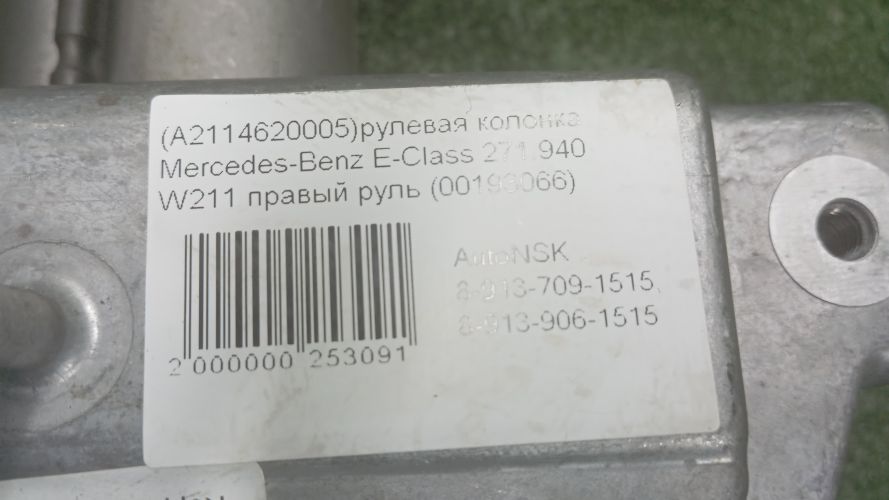 (A2114620005)рулевая колонка
Mercedes-Benz E-Class 271.940
W211 правый руль (00193066)
AutoNSK
8-913-709-1515,
8-913-906-1515
2 000000 253091